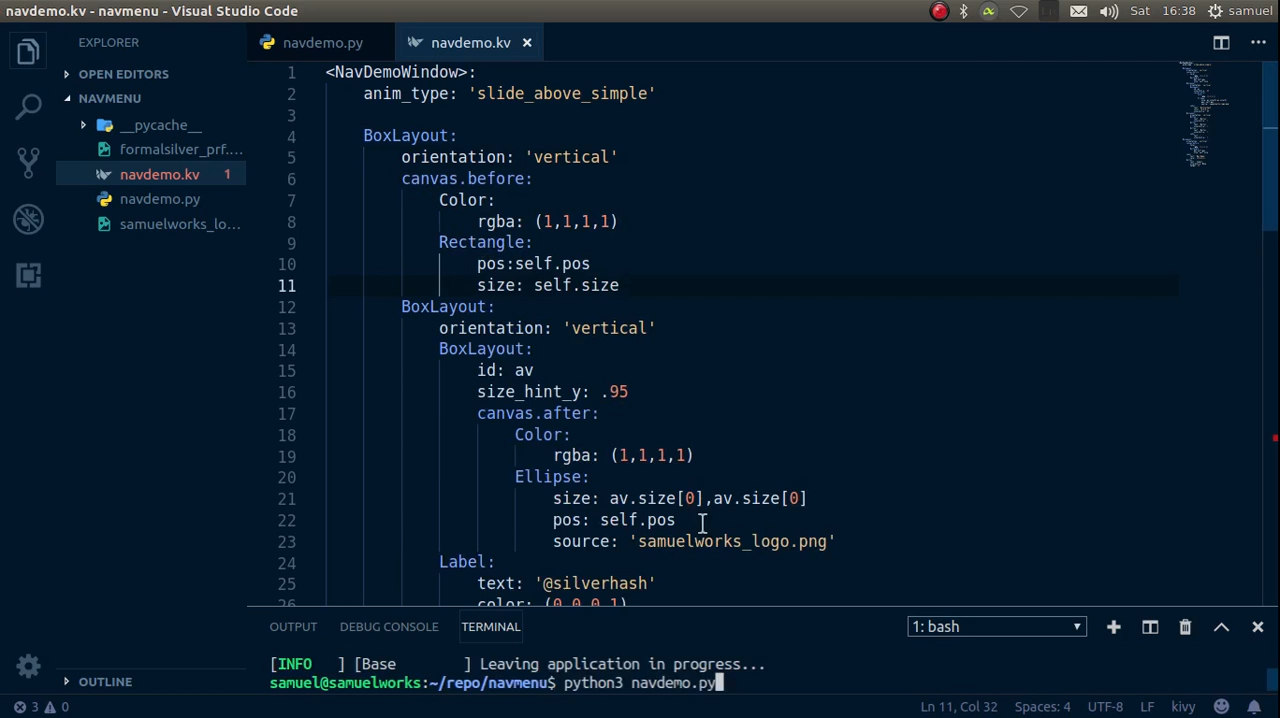 navdemo.kv - navmenu - Visual Studio Code
Sat 16:38 samuel
EXPLORER
OPEN EDITORS
NAVMENU
__pycache__
formalsilver_prf....
navdemo.kv 1
navdemo.py
samuelworks_lo...
OUTLINE
navdemo.py navdemo.kv
1 <NavDemoWindow>:
2 anim_type: 'slide_above_simple'
3
4 BoxLayout:
5 orientation: 'vertical'
6 canvas.before:
7 Color:
8 rgba: (1,1,1,1)
9 Rectangle:
10 pos:self.pos
11 size: self.size
12 BoxLayout:
13 orientation: 'vertical'
14 BoxLayout:
15 id: av
16 size_hint_y: .95
17 canvas.after:
18 Color:
19 rgba: (1,1,1,1)
20 Ellipse:
21 size: av.size[0],av.size[0]
22 pos: self.pos
23 source: 'samuelworks_logo.png'
24 Label:
25 text: '@silverhash'
26 color: (0,0,0,1)
OUTPUT DEBUG CONSOLE TERMINAL 1: bash
[INFO   ] [Base        ] Leaving application in progress...
samuel@samuelworks:~/repo/navmenu$ python3 navdemo.py
3 0 Ln 11, Col 32 Spaces: 4 UTF-8 LF kivy